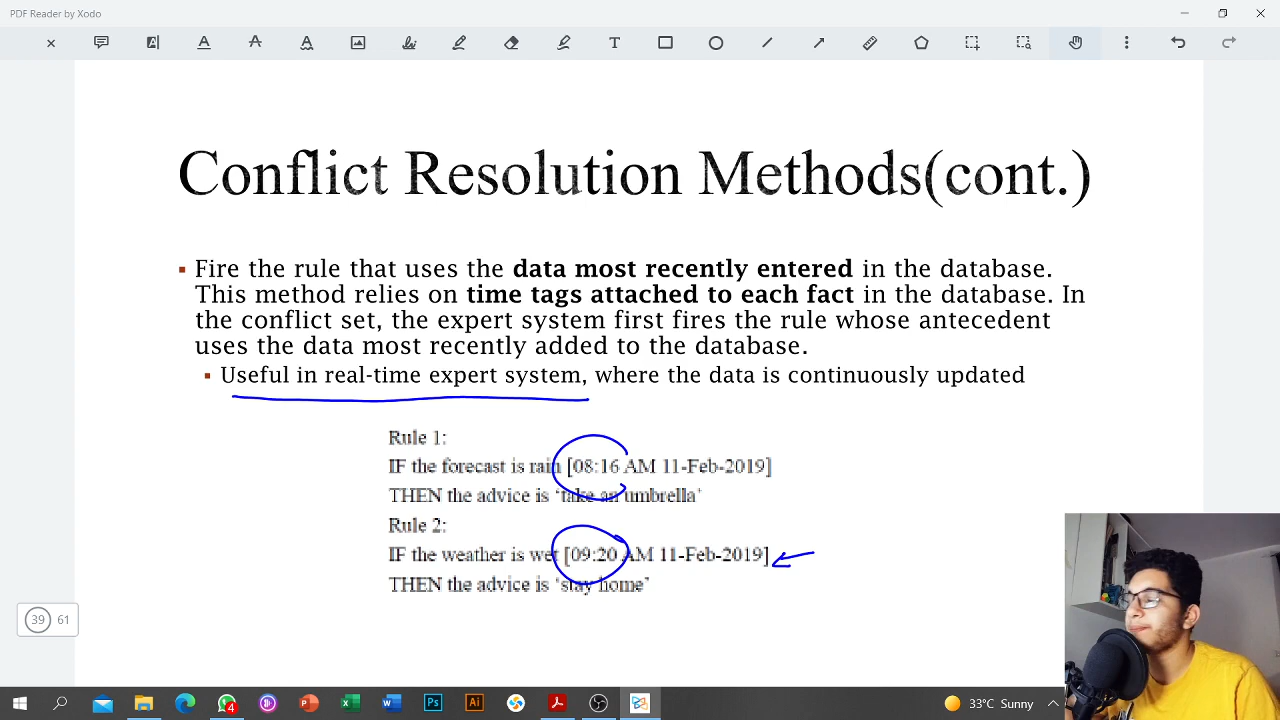 PDF Reader by Xodo
Conflict Resolution Methods(cont.)
▪ Fire the rule that uses the data most recently entered in the database.
This method relies on time tags attached to each fact in the database. In
the conflict set, the expert system first fires the rule whose antecedent
uses the data most recently added to the database.
▪ Useful in real-time expert system, where the data is continuously updated
Rule 1:
IF the forecast is rain [08:16 AM 11-Feb-2019]
THEN the advice is ‘take an umbrella’
Rule 2:
IF the weather is wet [09:20 AM 11-Feb-2019]
THEN the advice is ‘stay home’
39 61
4
Ps
Ai
33°C Sunny